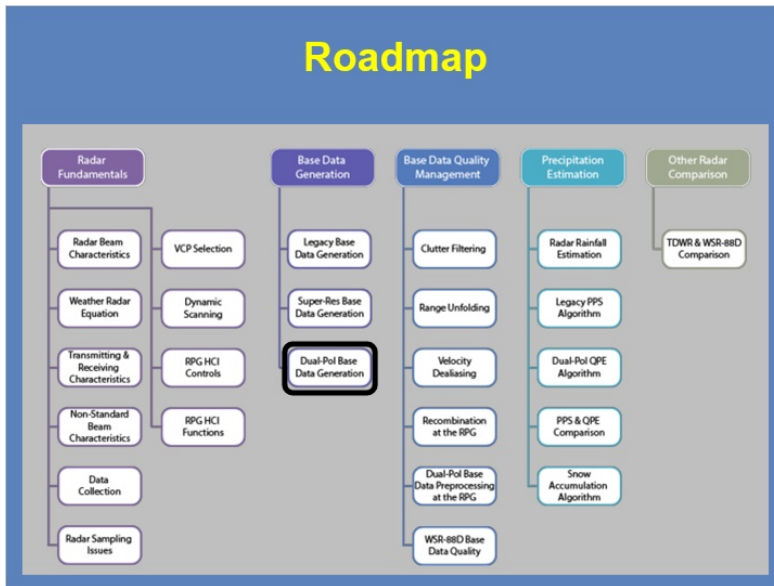 Roadmap
Radar
Fundamentals
Radar Beam
Characteristics
Weather Radar
Equation
Transmitting &
Receiving
Characteristics
Non-Standard
Beam
Characteristics
Data
Collection
Radar Sampling
Issues
VCP Selection
Dynamic
Scanning
RPG HCI
Controls
RPG HCI
Functions
Base Data
Generation
Legacy Base
Data Generation
Super-Res Base
Data Generation
Dual-Pol Base
Data Generation
Base Data Quality
Management
Clutter Filtering
Range Unfolding
Velocity
Dealiasing
Recombination
at the RPG
Dual-Pol Base
Data Preprocessing
at the RPG
WSR-88D Base
Data Quality
Precipitation
Estimation
Radar Rainfall
Estimation
Legacy PPS
Algorithm
Dual-Pol QPE
Algorithm
PPS & QPE
Comparison
Snow
Accumulation
Algorithm
Other Radar
Comparison
TDWR & WSR-88D
Comparison